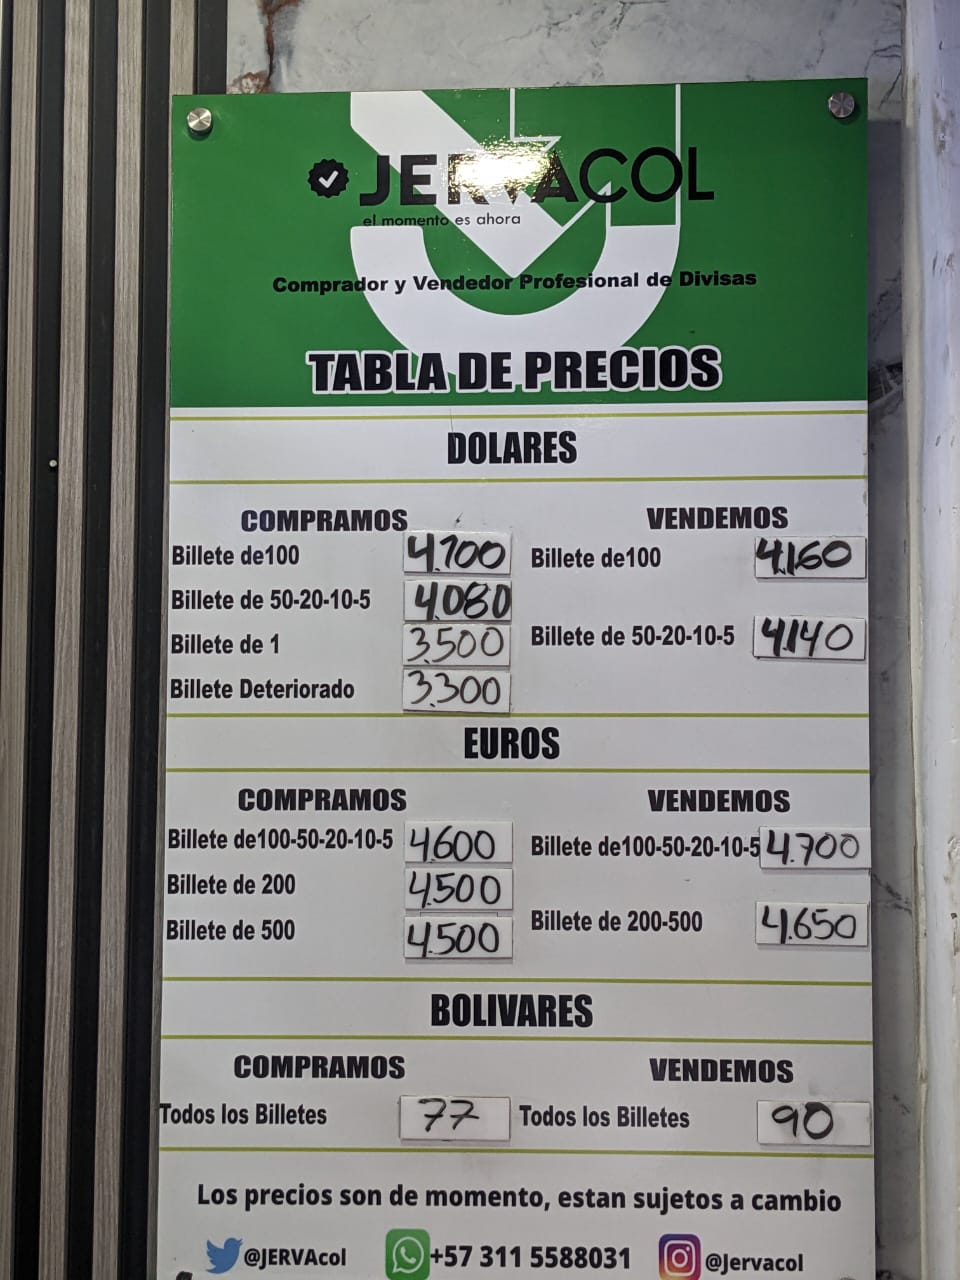 JERVACOL
el momento es ahora
Comprador y Vendedor Profesional de Divisas
TABLA DE PRECIOS
DOLARES
COMPRAMOS
Billete de100 4.100
Billete de 50-20-10-5 4.080
Billete de 1 3.500
Billete Deteriorado 3.300
VENDEMOS
Billete de100 4.160
Billete de 50-20-10-5 4.140
EUROS
COMPRAMOS
Billete de100-50-20-10-5 4.600
Billete de 200 4.500
Billete de 500 4.500
VENDEMOS
Billete de100-50-20-10-5 4.700
Billete de 200-500 4.650
BOLIVARES
COMPRAMOS
Todos los Billetes 77
VENDEMOS
Todos los Billetes 90
Los precios son de momento, estan sujetos a cambio
@JERVAcol +57 311 5588031 @Jervacol